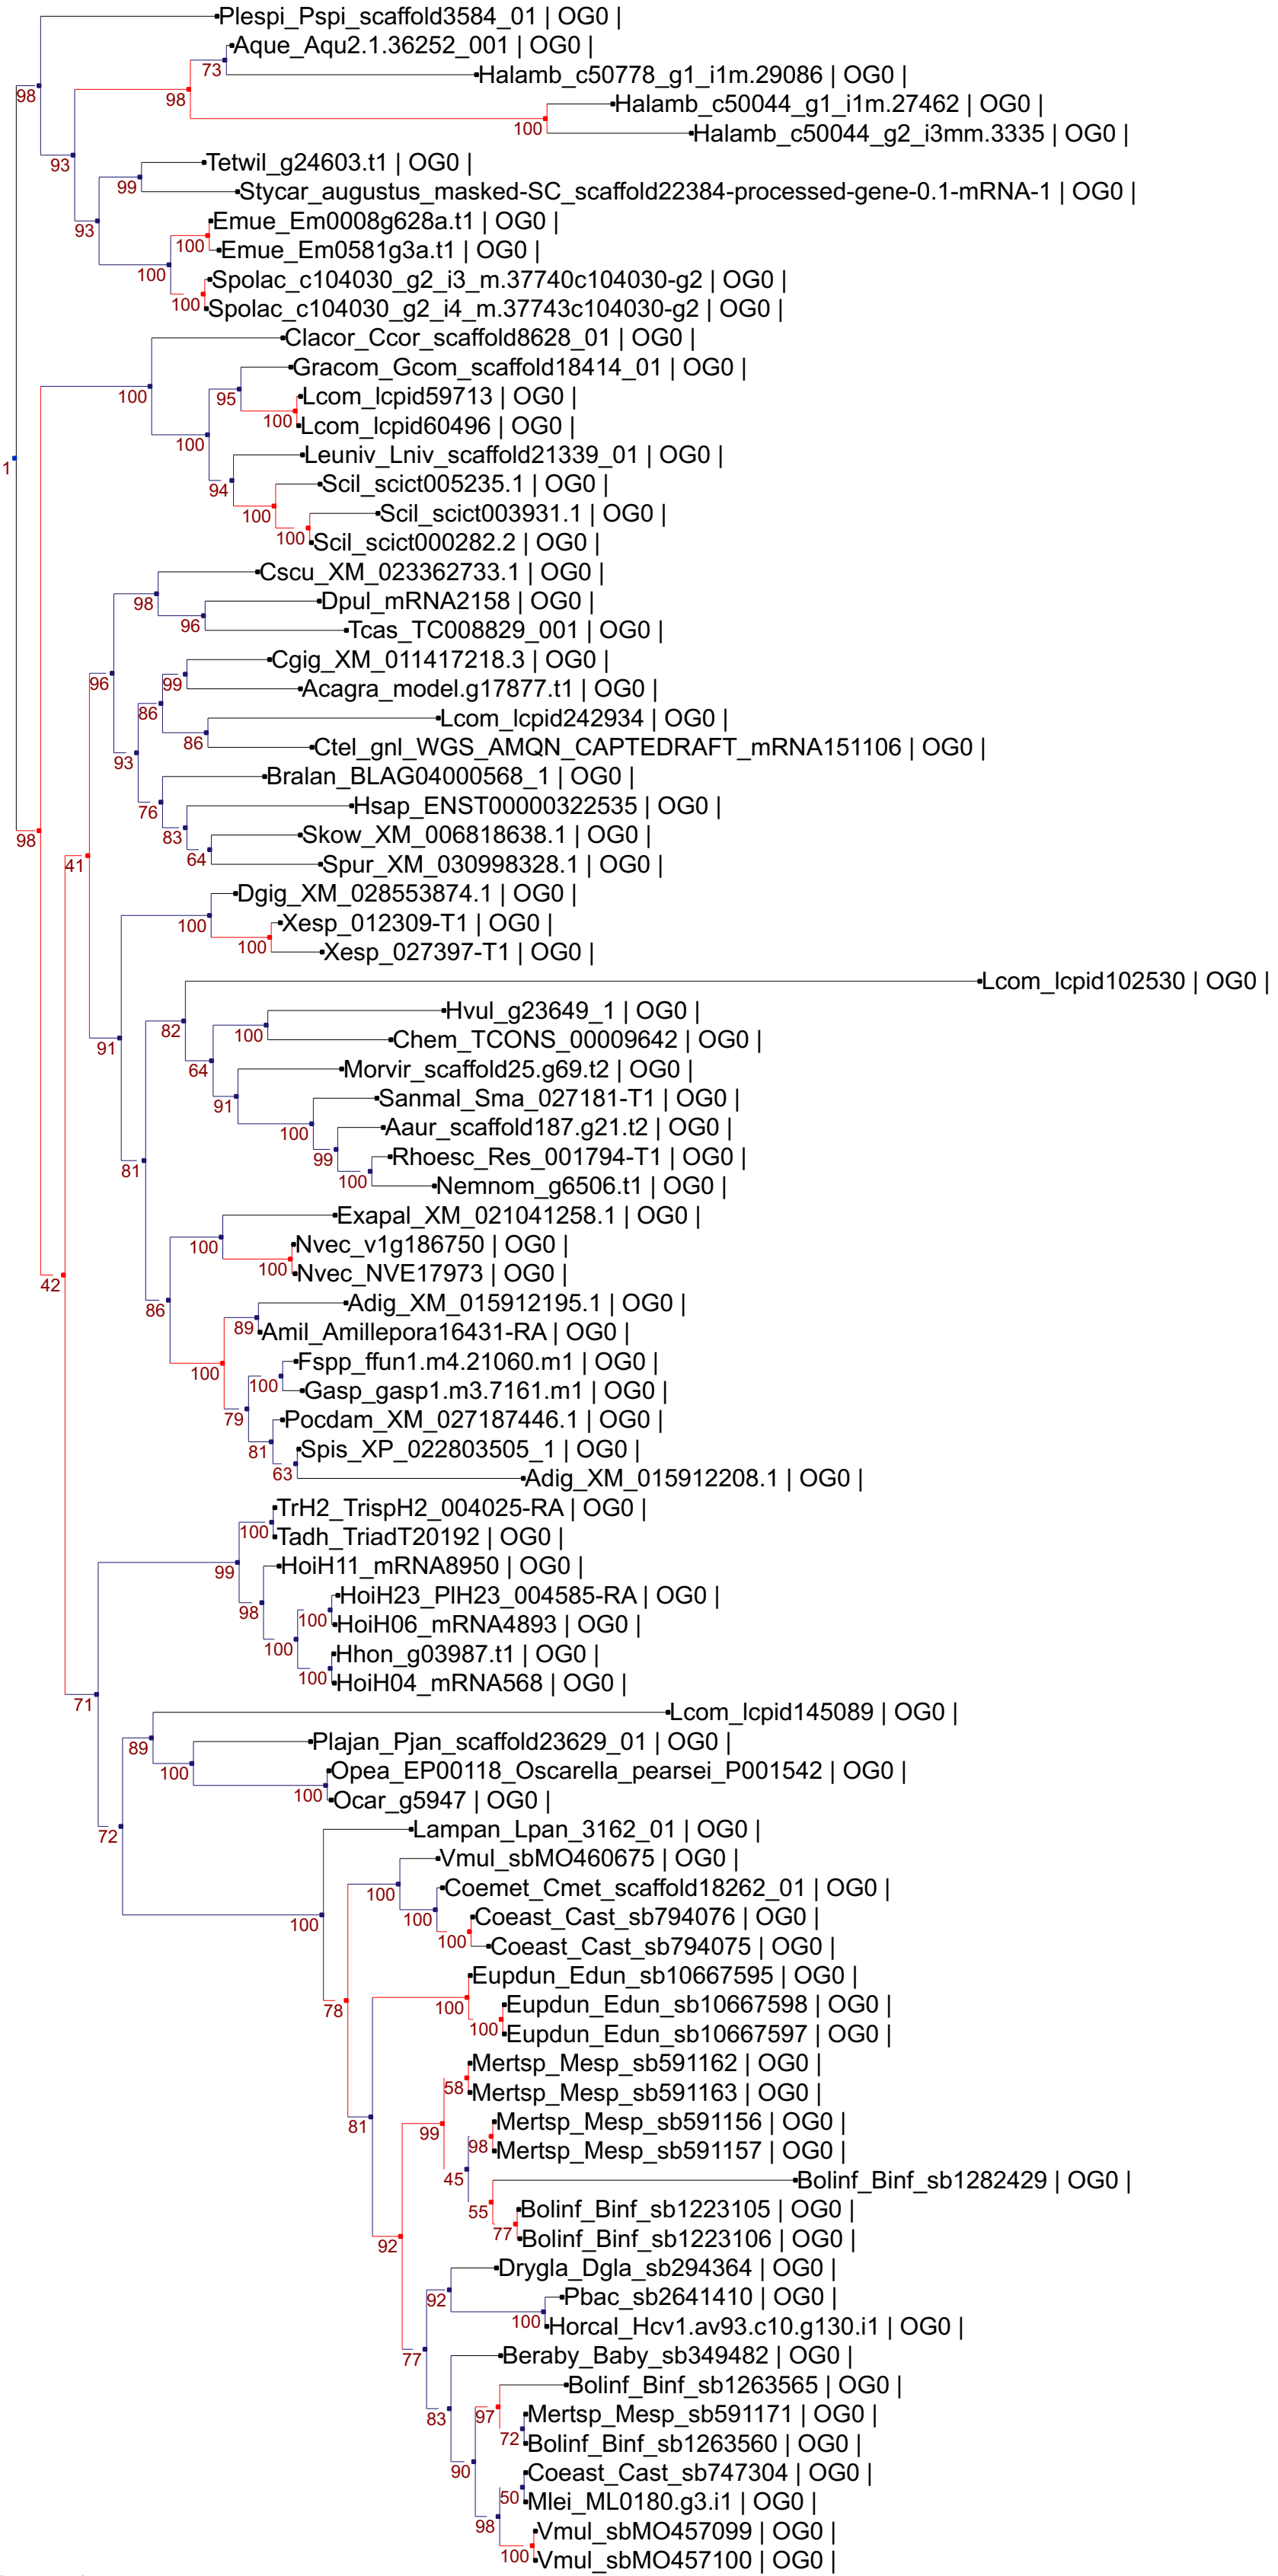 Plespi_Pspi_scaffold3584_01 | OG0 |
Aque_Aqu2.1.36252_001 | OG0 |
73
Halamb_c50778_g1_i1m.29086 | OG0 |
98
98
Halamb_c50044_g1_i1m.27462 | OG0 |
100
Halamb_c50044_g2_i3mm.3335 | OG0 |
93
Tetwil_g24603.t1 | OG0 |
99
Stycar_augustus_masked-SC_scaffold22384-processed-gene-0.1-mRNA-1 | OG0 |
93
Emue_Em0008g628a.t1 | OG0 |
100
Emue_Em0581g3a.t1 | OG0 |
100
Spolac_c104030_g2_i3_m.37740c104030-g2 | OG0 |
100
Spolac_c104030_g2_i4_m.37743c104030-g2 | OG0 |
Clacor_Ccor_scaffold8628_01 | OG0 |
Gracom_Gcom_scaffold18414_01 | OG0 |
100
95
Lcom_lcpid59713 | OG0 |
100
Lcom_lcpid60496 | OG0 |
100
1
Leuniv_Lniv_scaffold21339_01 | OG0 |
94
Scil_scict005235.1 | OG0 |
100
Scil_scict003931.1 | OG0 |
100
Scil_scict000282.2 | OG0 |
Cscu_XM_023362733.1 | OG0 |
98
Dpul_mRNA2158 | OG0 |
96
Tcas_TC008829_001 | OG0 |
Cgig_XM_011417218.3 | OG0 |
96
99
Acagra_model.g17877.t1 | OG0 |
86
Lcom_lcpid242934 | OG0 |
86
Ctel_gnl_WGS_AMQN_CAPTEDRAFT_mRNA151106 | OG0 |
93
Bralan_BLAG04000568_1 | OG0 |
76
Hsap_ENST00000322535 | OG0 |
98
83
Skow_XM_006818638.1 | OG0 |
41
64
Spur_XM_030998328.1 | OG0 |
Dgig_XM_028553874.1 | OG0 |
100
Xesp_012309-T1 | OG0 |
100
Xesp_027397-T1 | OG0 |
Lcom_lcpid102530 | OG0 |
82
Hvul_g23649_1 | OG0 |
100
Chem_TCONS_00009642 | OG0 |
91
64
Morvir_scaffold25.g69.t2 | OG0 |
91
Sanmal_Sma_027181-T1 | OG0 |
100
Aaur_scaffold187.g21.t2 | OG0 |
99
Rhoesc_Res_001794-T1 | OG0 |
81
100
Nemnom_g6506.t1 | OG0 |
Exapal_XM_021041258.1 | OG0 |
100
Nvec_v1g186750 | OG0 |
100
Nvec_NVE17973 | OG0 |
42
86
Adig_XM_015912195.1 | OG0 |
89
Amil_Amillepora16431-RA | OG0 |
100
Fspp_ffun1.m4.21060.m1 | OG0 |
100
Gasp_gasp1.m3.7161.m1 | OG0 |
79
Pocdam_XM_027187446.1 | OG0 |
81
Spis_XP_022803505_1 | OG0 |
63
Adig_XM_015912208.1 | OG0 |
TrH2_TrispH2_004025-RA | OG0 |
100
Tadh_TriadT20192 | OG0 |
99
HoiH11_mRNA8950 | OG0 |
98
HoiH23_PlH23_004585-RA | OG0 |
100
HoiH06_mRNA4893 | OG0 |
100
Hhon_g03987.t1 | OG0 |
100
HoiH04_mRNA568 | OG0 |
71
Lcom_lcpid145089 | OG0 |
89
Plajan_Pjan_scaffold23629_01 | OG0 |
100
Opea_EP00118_Oscarella_pearsei_P001542 | OG0 |
100
Ocar_g5947 | OG0 |
72
Lampan_Lpan_3162_01 | OG0 |
Vmul_sbMO460675 | OG0 |
100
Coemet_Cmet_scaffold18262_01 | OG0 |
100
100
Coeast_Cast_sb794076 | OG0 |
100
Coeast_Cast_sb794075 | OG0 |
Eupdun_Edun_sb10667595 | OG0 |
78
100
Eupdun_Edun_sb10667598 | OG0 |
100
Eupdun_Edun_sb10667597 | OG0 |
Mertsp_Mesp_sb591162 | OG0 |
58
Mertsp_Mesp_sb591163 | OG0 |
81
99
Mertsp_Mesp_sb591156 | OG0 |
98
Mertsp_Mesp_sb591157 | OG0 |
45
Bolinf_Binf_sb1282429 | OG0 |
55
Bolinf_Binf_sb1223105 | OG0 |
77
Bolinf_Binf_sb1223106 | OG0 |
92
Drygla_Dgla_sb294364 | OG0 |
92
Pbac_sb2641410 | OG0 |
100
Horcal_Hcv1.av93.c10.g130.i1 | OG0 |
77
Beraby_Baby_sb349482 | OG0 |
Bolinf_Binf_sb1263565 | OG0 |
83
97
Mertsp_Mesp_sb591171 | OG0 |
72
Bolinf_Binf_sb1263560 | OG0 |
90
Coeast_Cast_sb747304 | OG0 |
50
Mlei_ML0180.g3.i1 | OG0 |
98
Vmul_sbMO457099 | OG0 |
100
Vmul_sbMO457100 | OG0 |